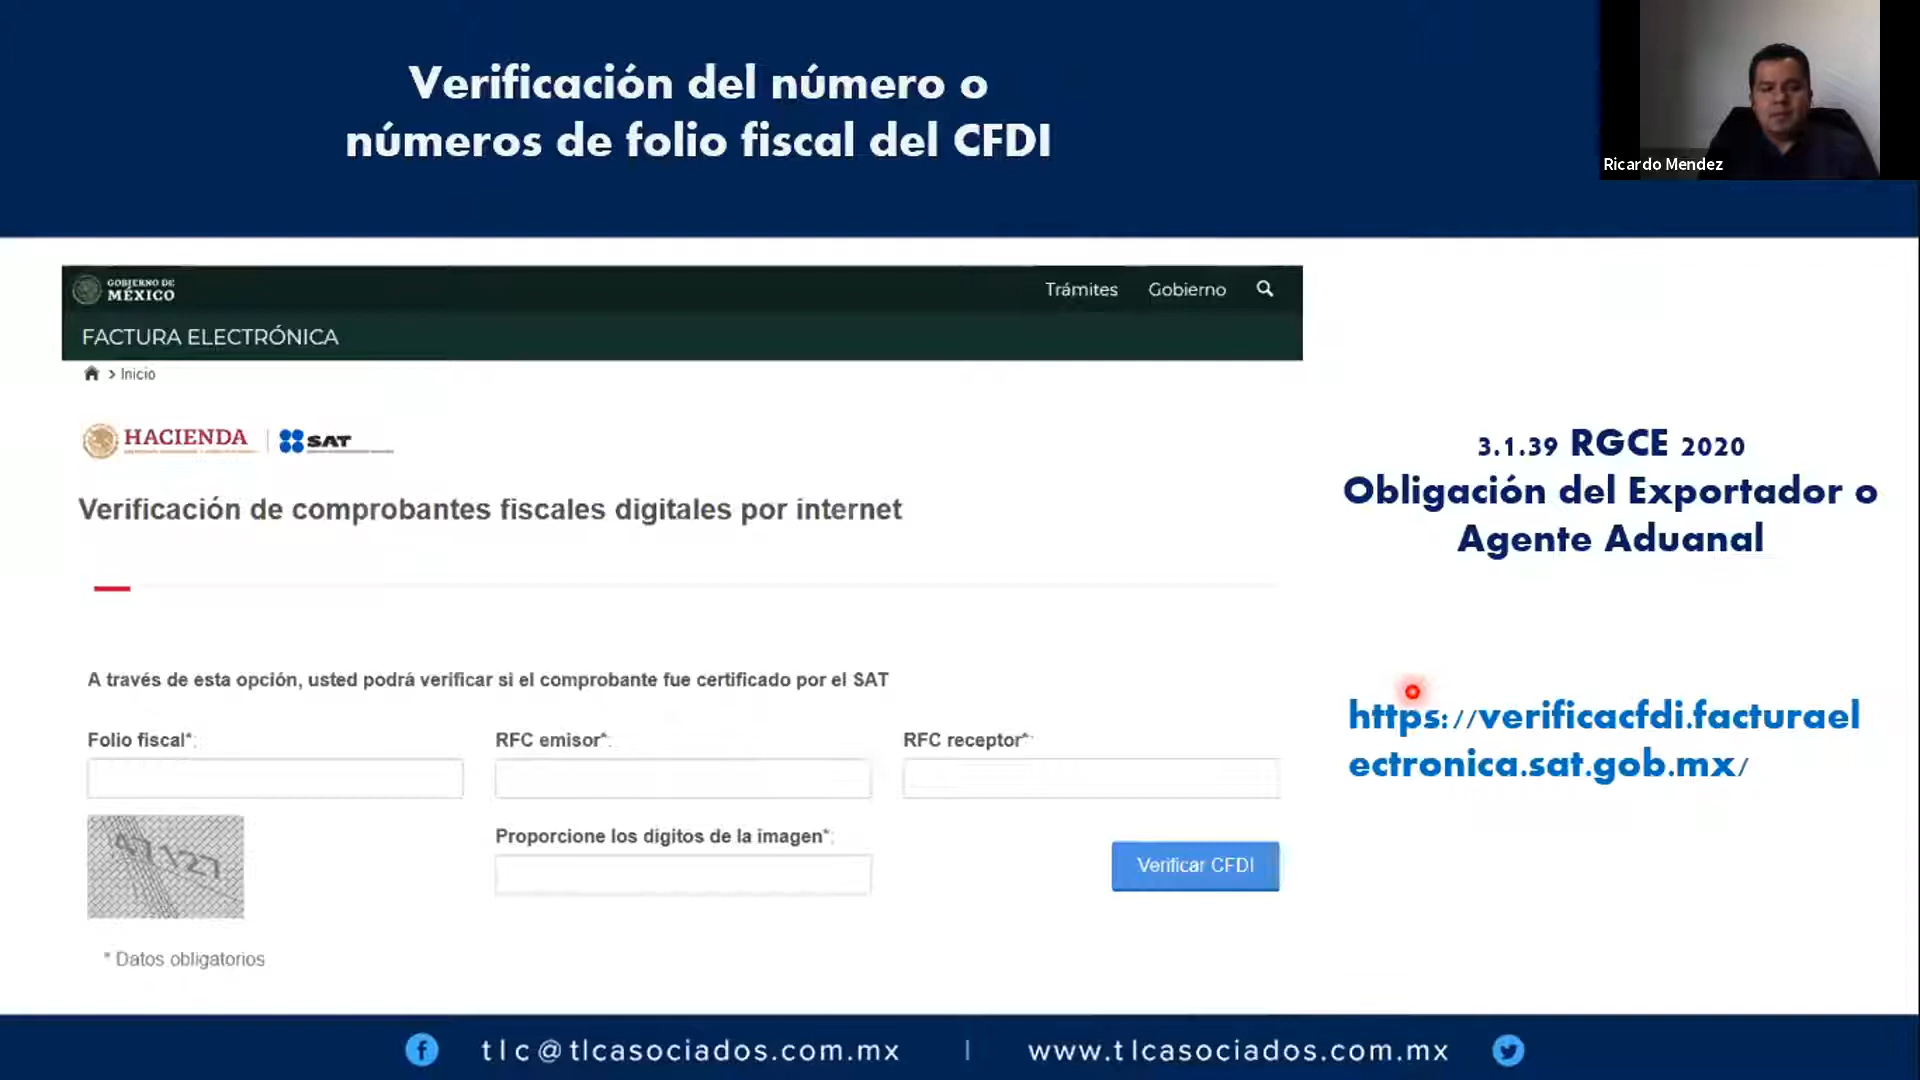 Verificación del número o
números de folio fiscal del CFDI
Ricardo Mendez
GOBIERNO DE
MÉXICO
Trámites Gobierno
FACTURA ELECTRÓNICA
> Inicio
HACIENDA
SAT
Verificación de comprobantes fiscales digitales por internet
3.1.39 RGCE 2020
Obligación del Exportador o
Agente Aduanal
A través de esta opción, usted podrá verificar si el comprobante fue certificado por el SAT
Folio fiscal*:
RFC emisor*:
RFC receptor*:
https://verificacfdi.facturael
ectronica.sat.gob.mx/
47127
Proporcione los dígitos de la imagen*:
Verificar CFDI
* Datos obligatorios
tlc@tlcasociados.com.mx | www.tlcasociados.com.mx